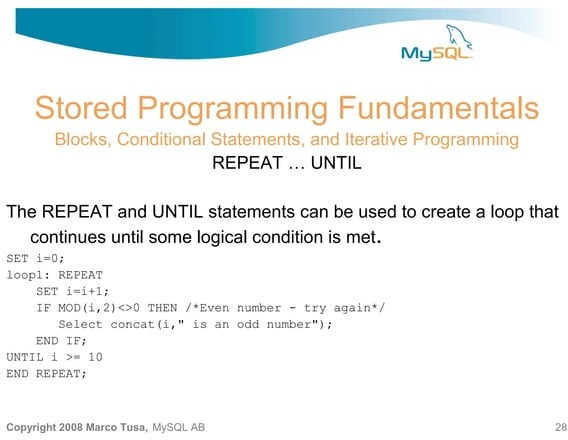 MySQL
Stored Programming Fundamentals
Blocks, Conditional Statements, and Iterative Programming
REPEAT … UNTIL
The REPEAT and UNTIL statements can be used to create a loop that
continues until some logical condition is met.
SET i=0;
loop1: REPEAT
    SET i=i+1;
    IF MOD(i,2)<>0 THEN /*Even number - try again*/
       Select concat(i," is an odd number");
    END IF;
UNTIL i >= 10
END REPEAT;
Copyright 2008 Marco Tusa, MySQL AB 28